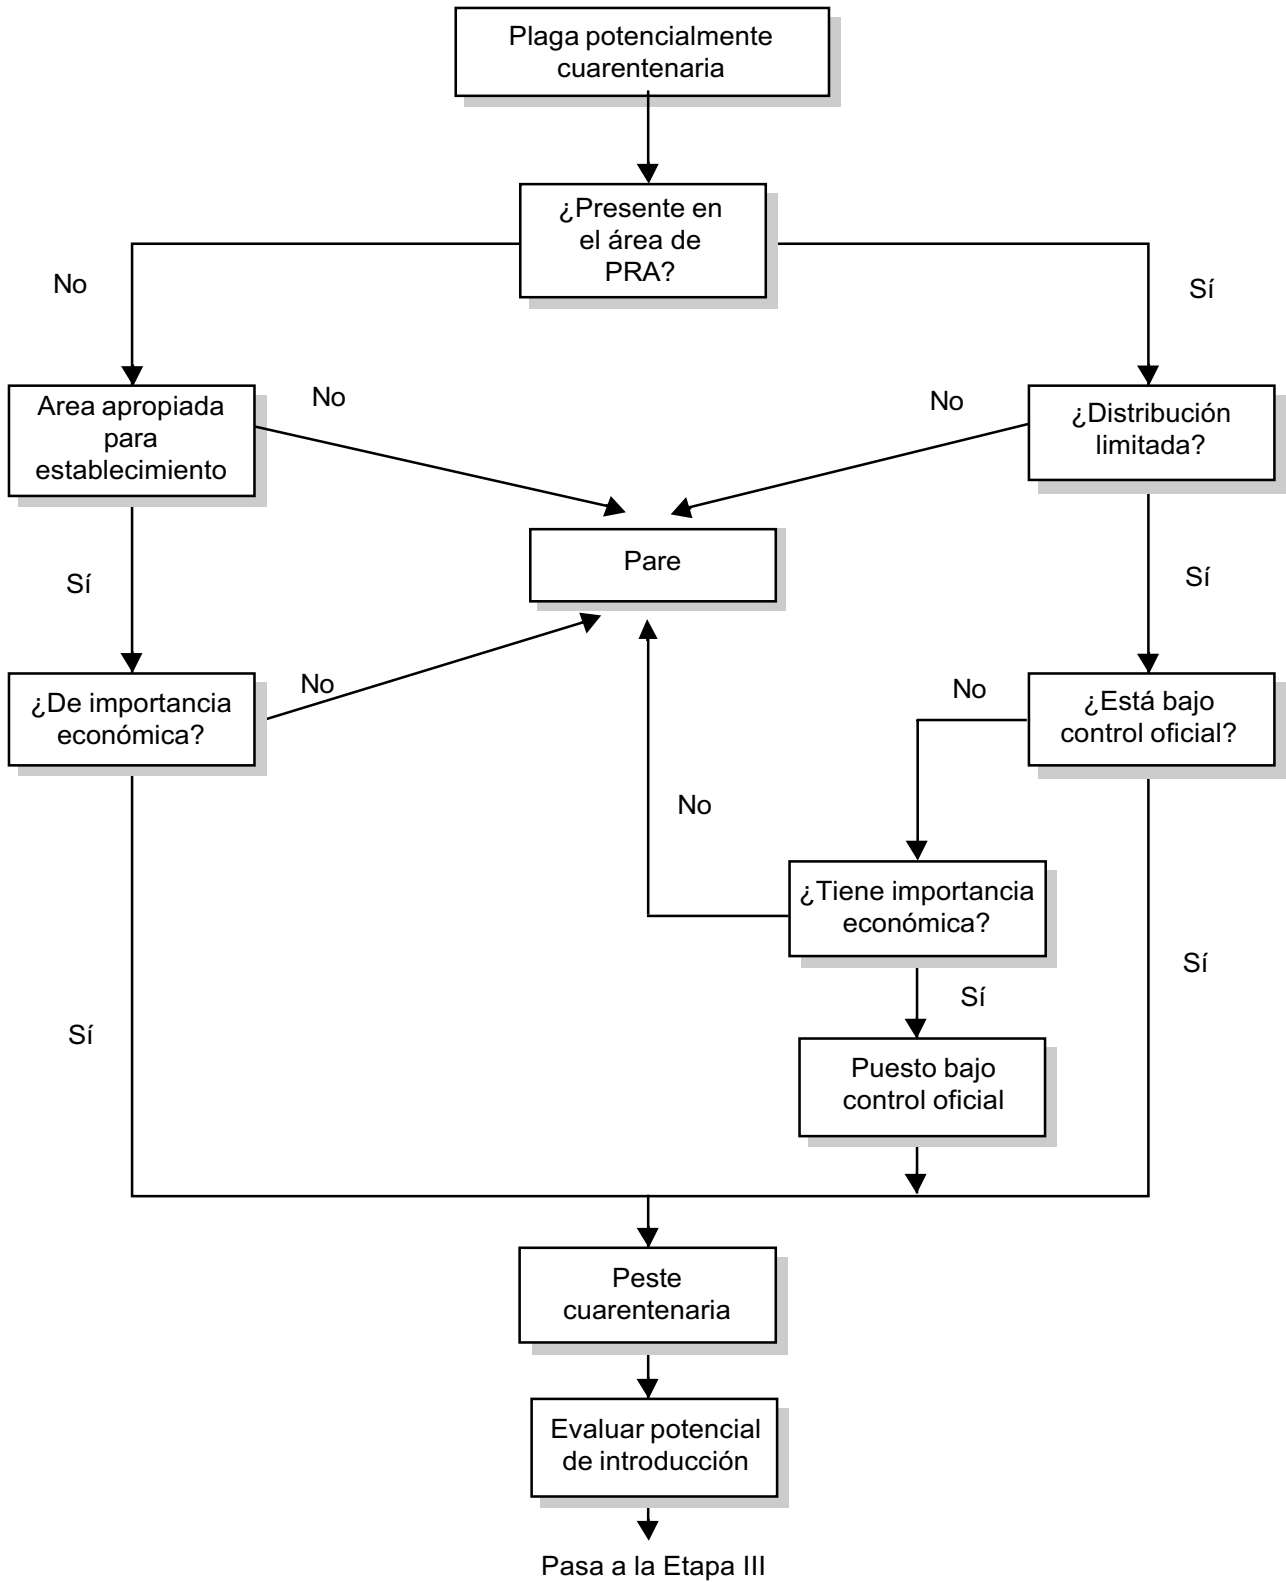 Plaga potencialmente
cuarentenaria
¿Presente en
el área de
PRA?
No
Sí
Area apropiada
para
establecimiento
No
No
¿Distribución
limitada?
Pare
Sí
Sí
¿De importancia
económica?
No
No
¿Está bajo
control oficial?
No
¿Tiene importancia
económica?
Sí
Sí
Sí
Puesto bajo
control oficial
Peste
cuarentenaria
Evaluar potencial
de introducción
Pasa a la Etapa III